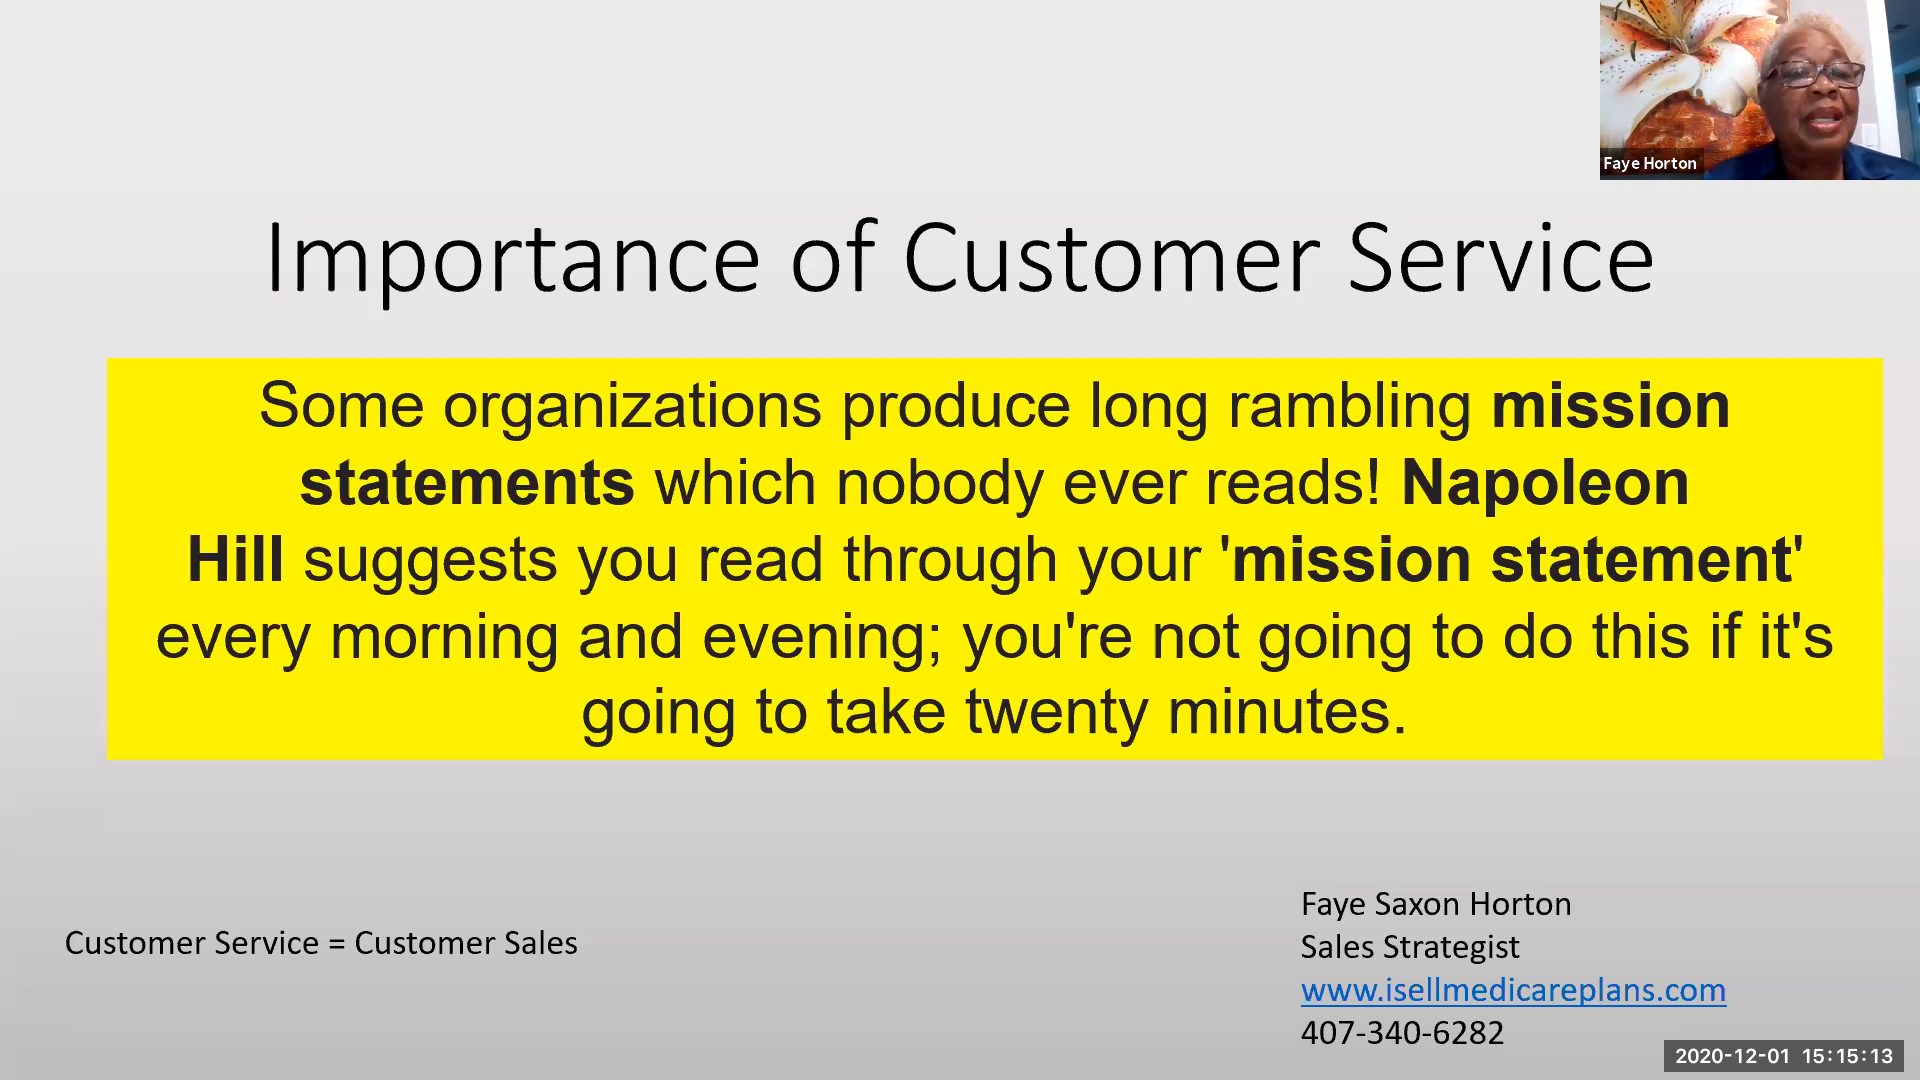 Faye Horton
Importance of Customer Service
Some organizations produce long rambling mission
statements which nobody ever reads! Napoleon
Hill suggests you read through your 'mission statement'
every morning and evening; you're not going to do this if it's
going to take twenty minutes.
Customer Service = Customer Sales
Faye Saxon Horton
Sales Strategist
www.isellmedicareplans.com
407-340-6282
2020-12-01 15:15:13